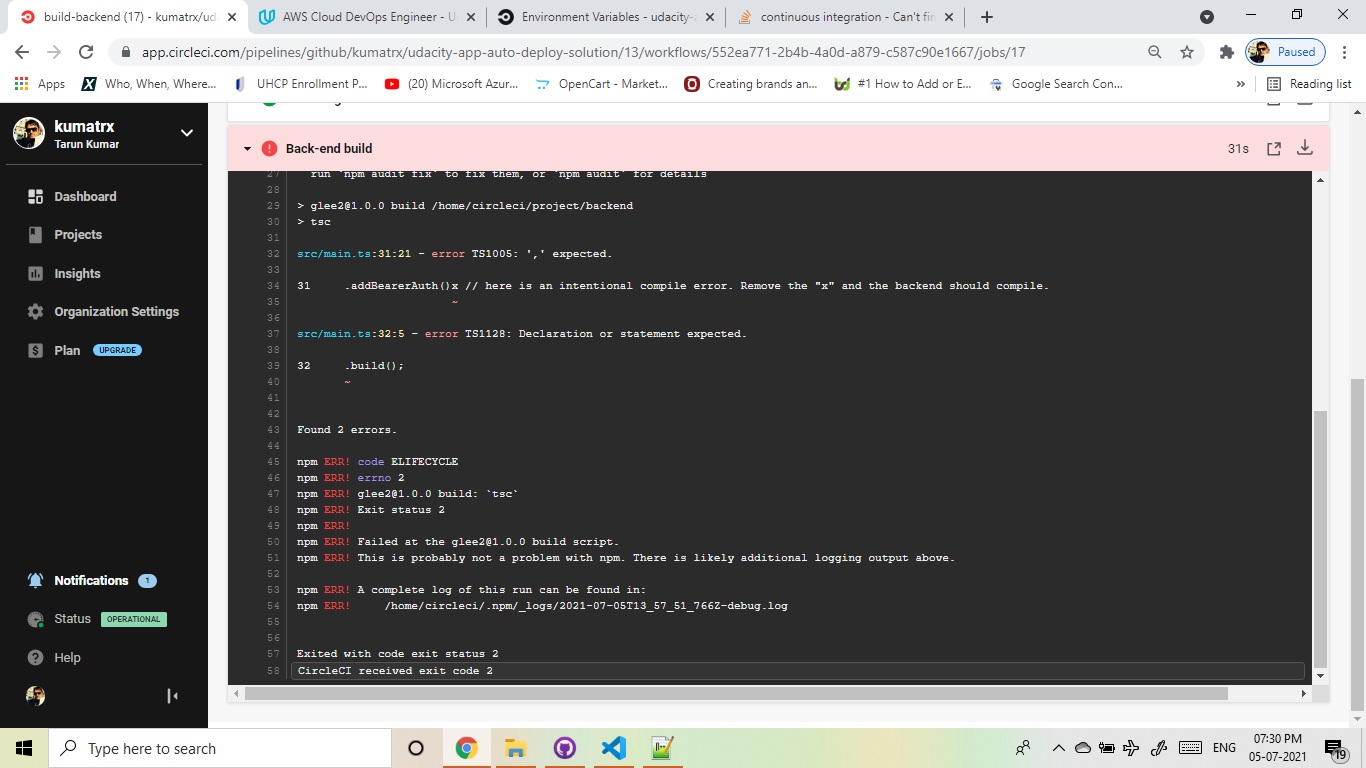 build-backend (17) - kumatrx/ud
AWS Cloud DevOps Engineer - U
Environment Variables - udacity-
continuous integration - Can't fin
app.circleci.com/pipelines/github/kumatrx/udacity-app-auto-deploy-solution/13/workflows/552ea771-2b4b-4a0d-a879-c587c90e1667/jobs/17
Paused
Apps
Who, When, Where...
UHCP Enrollment P...
(20) Microsoft Azur...
OpenCart - Market...
Creating brands an...
#1 How to Add or E...
Google Search Con...
»
Reading list
kumatrx
Tarun Kumar
Dashboard
Projects
Insights
Organization Settings
Plan UPGRADE
Notifications 1
Status OPERATIONAL
Help
Back-end build
31s
27 run `npm audit fix` to fix them, or `npm audit` for details
28
29 > glee2@1.0.0 build /home/circleci/project/backend
30 > tsc
31
32 src/main.ts:31:21 - error TS1005: ',' expected.
33
34 31 .addBearerAuth()x // here is an intentional compile error. Remove the "x" and the backend should compile.
35 ~
36
37 src/main.ts:32:5 - error TS1128: Declaration or statement expected.
38
39 32 .build();
40 ~
41
42
43 Found 2 errors.
44
45 npm ERR! code ELIFECYCLE
46 npm ERR! errno 2
47 npm ERR! glee2@1.0.0 build: `tsc`
48 npm ERR! Exit status 2
49 npm ERR!
50 npm ERR! Failed at the glee2@1.0.0 build script.
51 npm ERR! This is probably not a problem with npm. There is likely additional logging output above.
52
53 npm ERR! A complete log of this run can be found in:
54 npm ERR! /home/circleci/.npm/_logs/2021-07-05T13_57_51_766Z-debug.log
55
56
57 Exited with code exit status 2
58 CircleCI received exit code 2
Type here to search
ENG
07:30 PM
05-07-2021
19